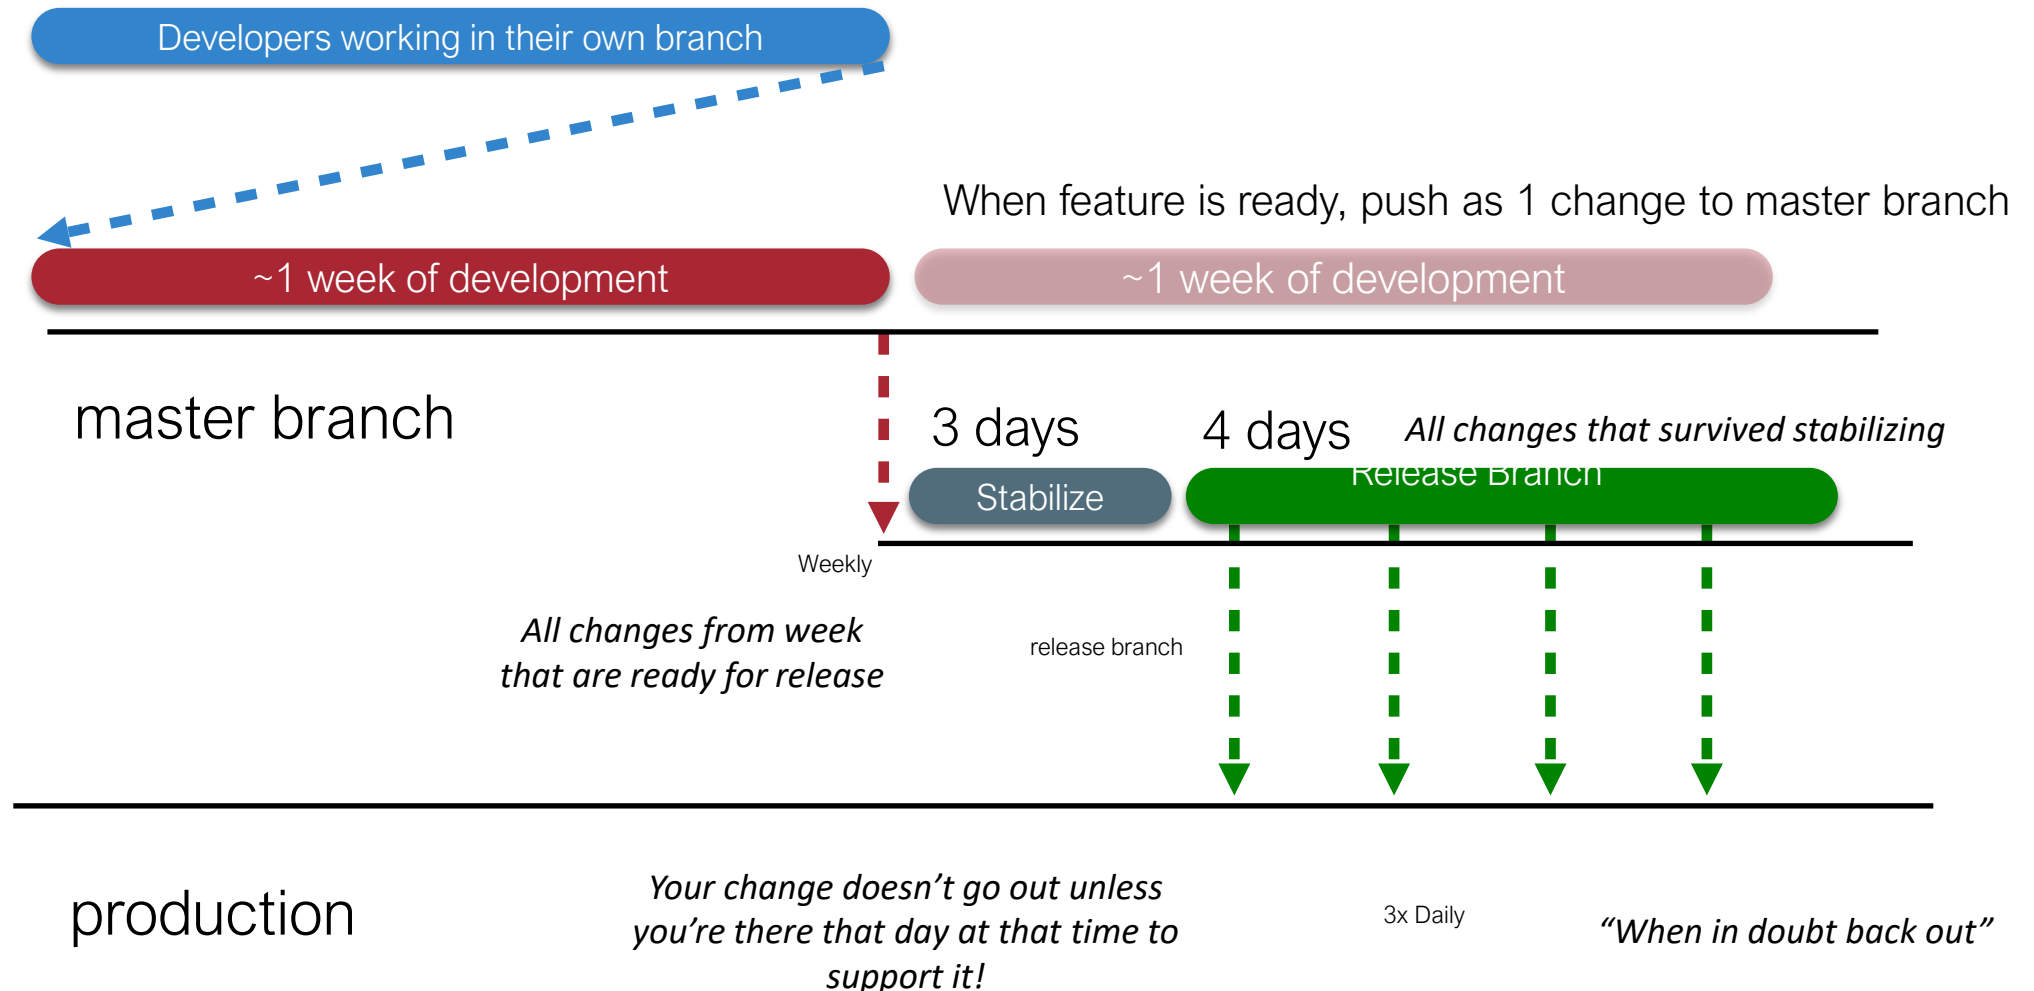 Developers working in their own branch
When feature is ready, push as 1 change to master branch
~1 week of development
~1 week of development
master branch
3 days
4 days
All changes that survived stabilizing
Stabilize
Release Branch
Weekly
All changes from week
that are ready for release
release branch
production
Your change doesn’t go out unless
you’re there that day at that time to
support it!
3x Daily
“When in doubt back out”